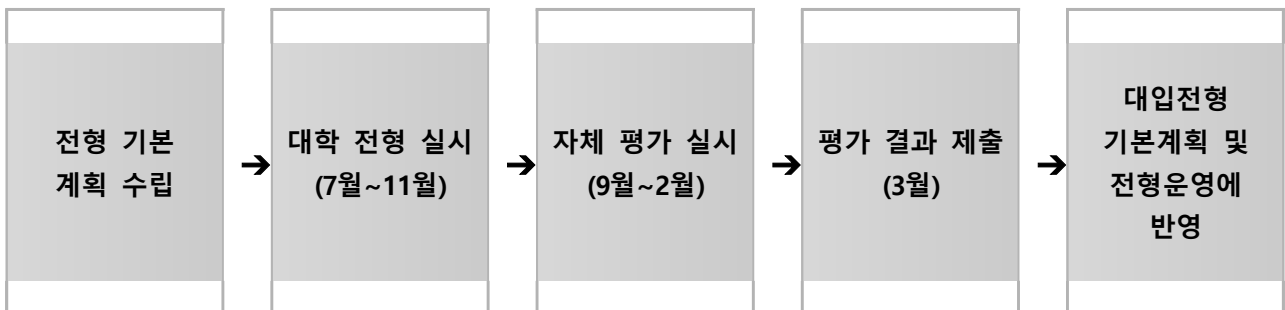 전형 기본
계획 수립
➔
대학 전형 실시
(7월~11월)
➔
자체 평가 실시
(9월~2월)
➔
평가 결과 제출
(3월)
➔
대입전형
기본계획 및
전형운영에
반영